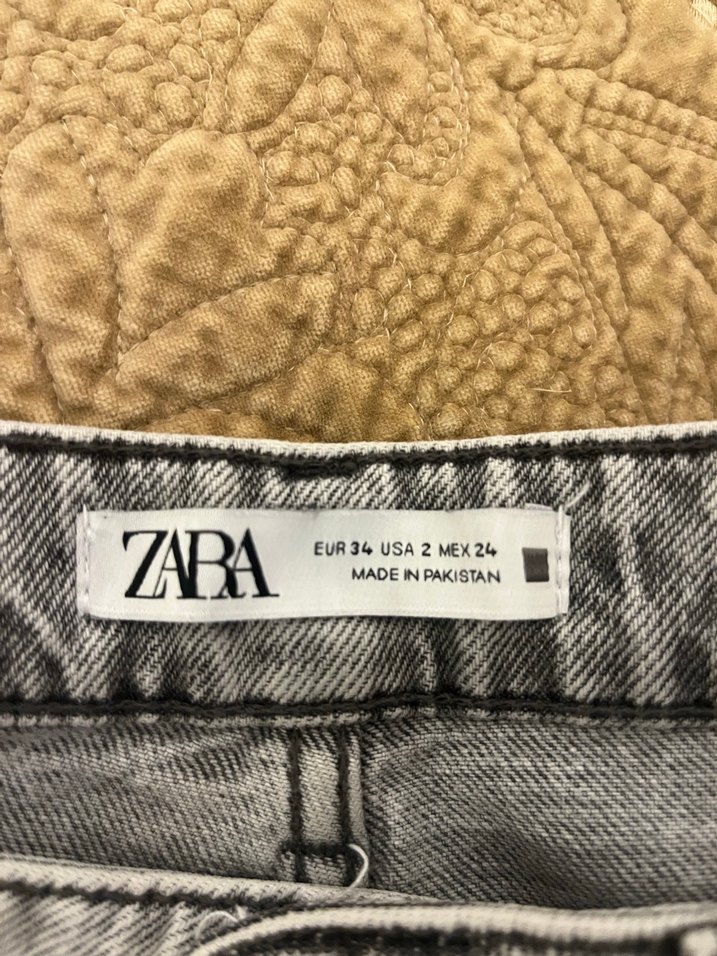 ZARA
EUR 34 USA 2 MEX 24
MADE IN PAKISTAN